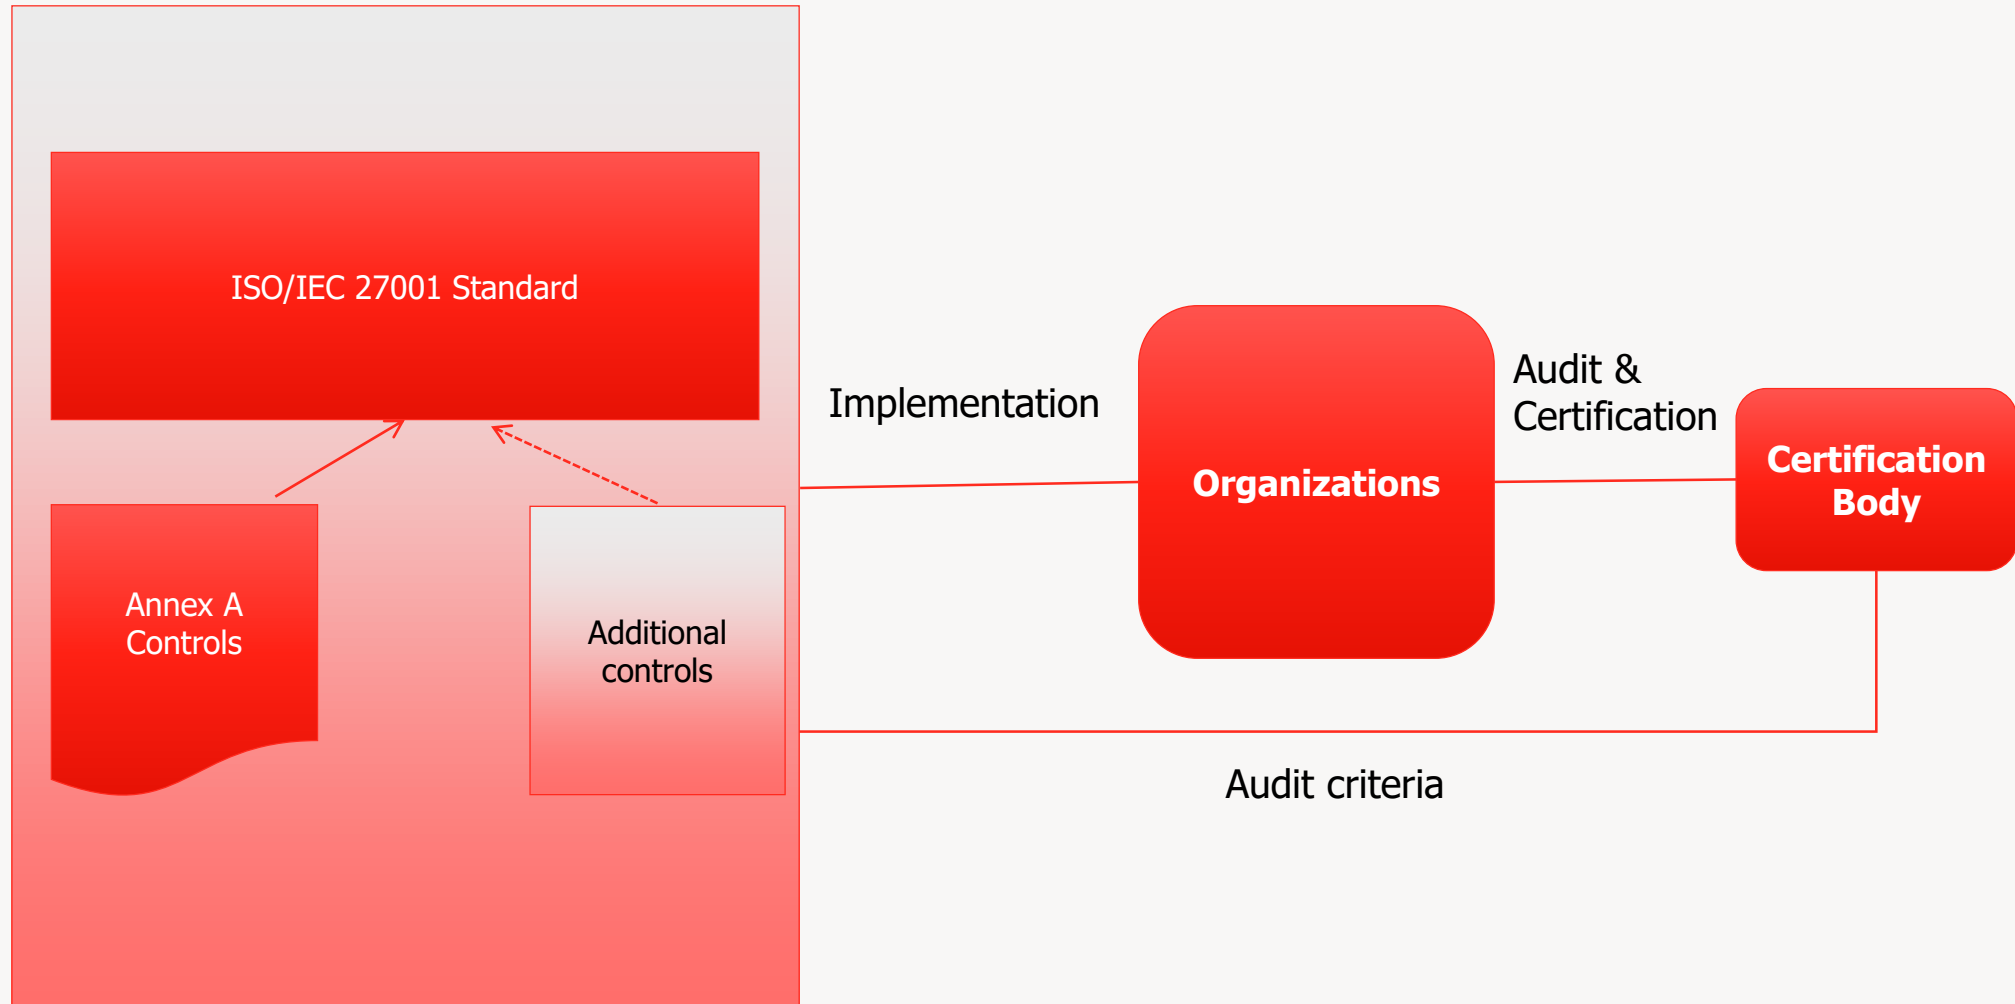 ISO/IEC 27001 Standard
Annex A
Controls
Additional
controls
Implementation
Organizations
Audit &
Certification
Certification
Body
Audit criteria